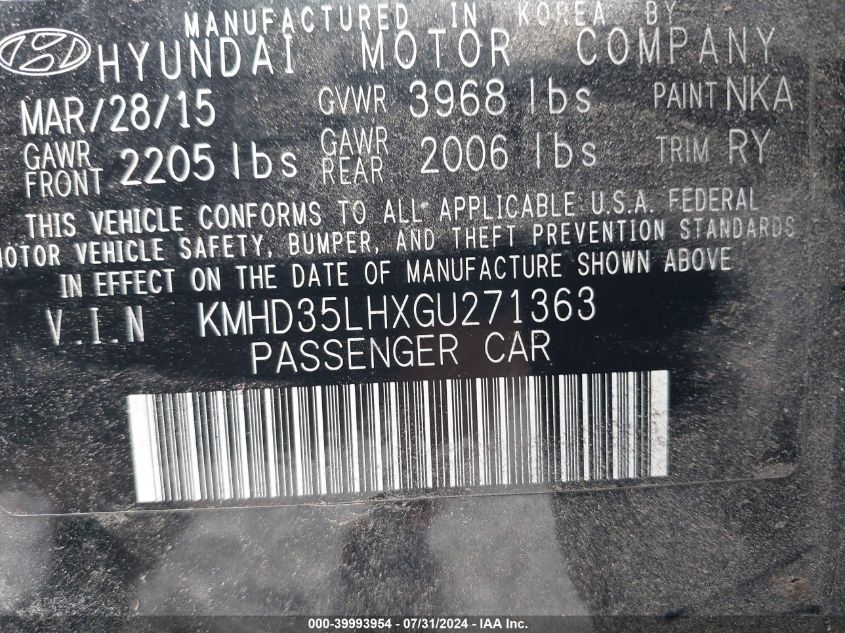 MANUFACTURED IN KOREA BY
HYUNDAI MOTOR COMPANY
MAR/28/15 GVWR 3968 lbs PAINT NKA
GAWR FRONT 2205 lbs GAWR REAR 2006 lbs TRIM RY
THIS VEHICLE CONFORMS TO ALL APPLICABLE U.S.A. FEDERAL
MOTOR VEHICLE SAFETY, BUMPER, AND THEFT PREVENTION STANDARDS
IN EFFECT ON THE DATE OF MANUFACTURE SHOWN ABOVE
V.I.N KMHD35LHXGU271363
PASSENGER CAR
000-39993954 - 07/31/2024 - IAA Inc.